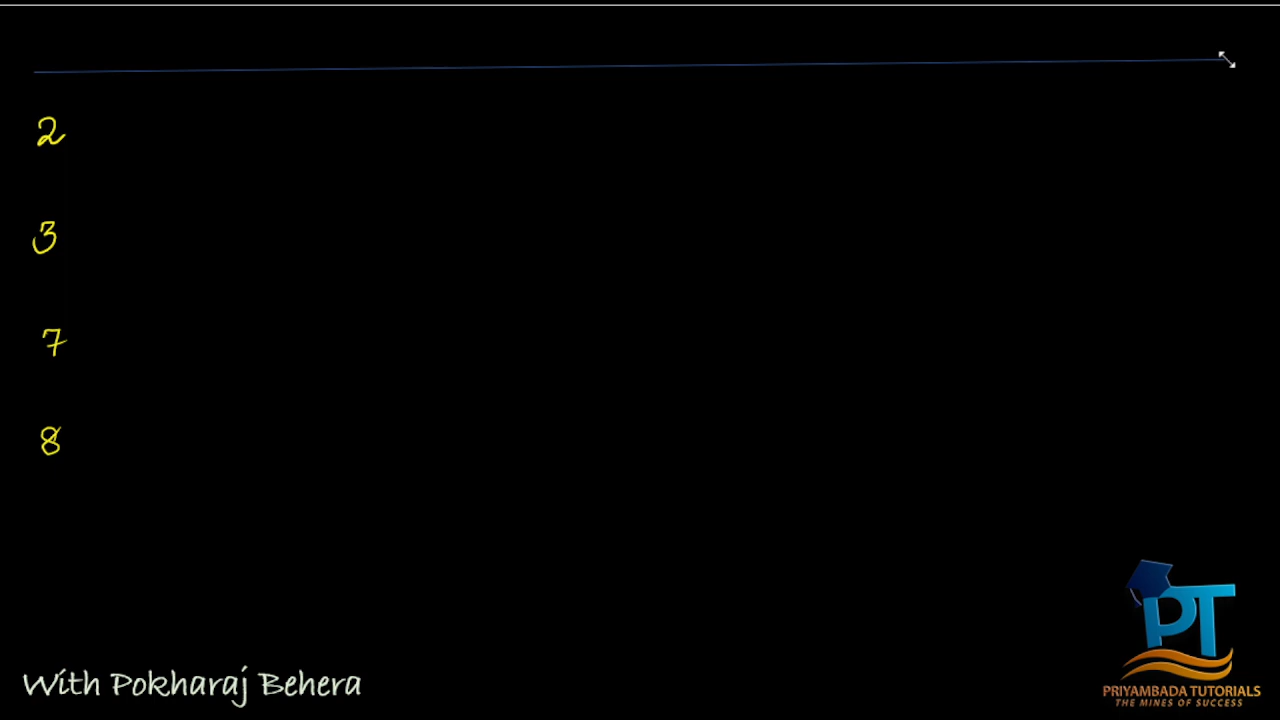 2
3
7
8
PT
With Pokharaj Behera
PRIYAMBADA TUTORIALS
THE MINES OF SUCCESS